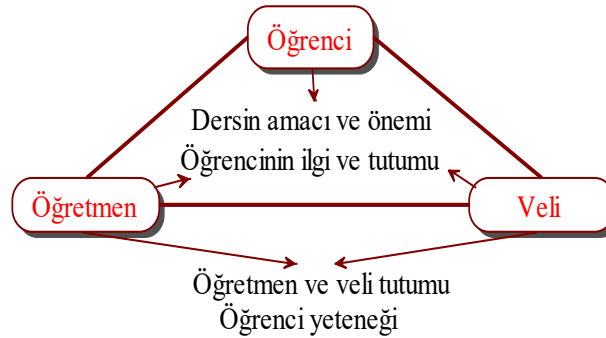 Öğrenci
Dersin amacı ve önemi
Öğrencinin ilgi ve tutumu
Öğretmen
Veli
Öğretmen ve veli tutumu
Öğrenci yeteneği